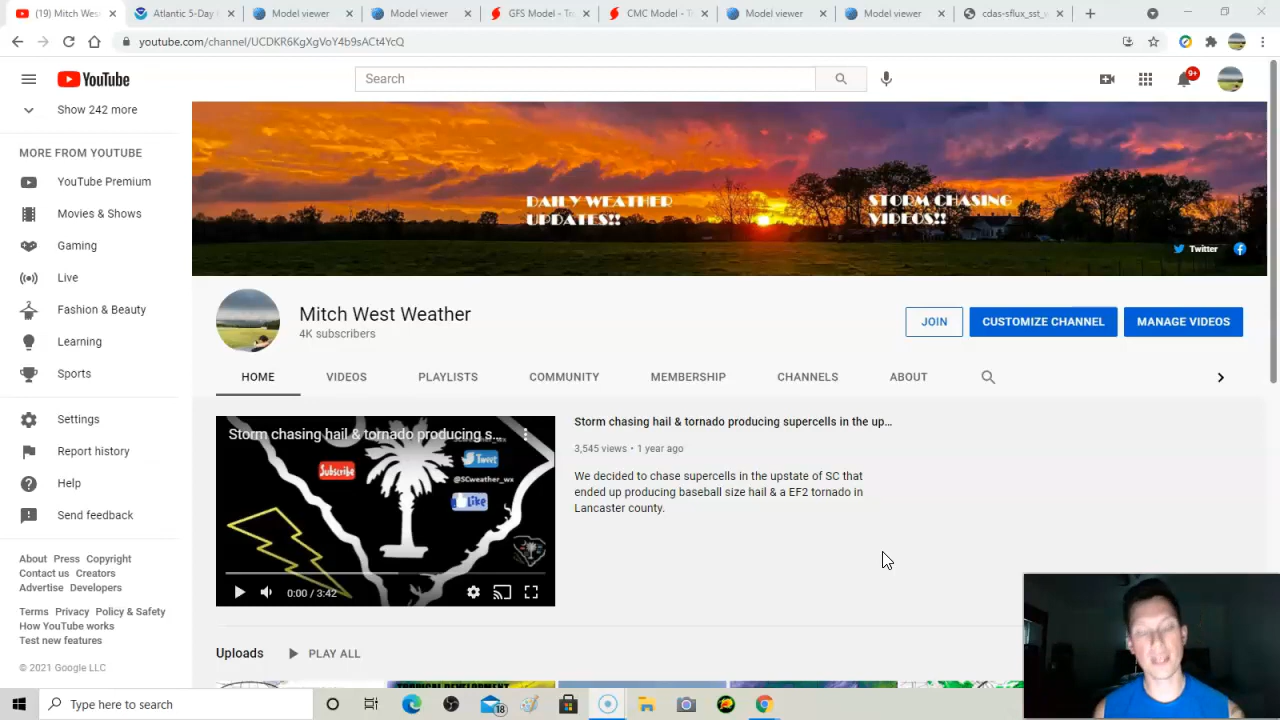 (19) Mitch Wes
Atlantic 5-Day
Model viewer
Model viewer
GFS Model - Tr
CMC Model - Tr
Model viewer
Model viewer
cdas-sflux_sst_
youtube.com/channel/UCDKR6KgXgVoY4b9sACt4YcQ
YouTube
Search
9+
Show 242 more
MORE FROM YOUTUBE
YouTube Premium
Movies & Shows
Gaming
Live
Fashion & Beauty
Learning
Sports
Settings
Report history
Help
Send feedback
About Press Copyright
Contact us Creators
Advertise Developers
Terms Privacy Policy & Safety
How YouTube works
Test new features
© 2021 Google LLC
DAILY WEATHER
UPDATES!!
STORM CHASING
VIDEOS!!
Twitter
Mitch West Weather
4K subscribers
JOIN
CUSTOMIZE CHANNEL
MANAGE VIDEOS
HOME
VIDEOS
PLAYLISTS
COMMUNITY
MEMBERSHIP
CHANNELS
ABOUT
Storm chasing hail & tornado producing s...
Subscribe
Tweet
@SCweather_wx
Like
0:00 / 3:42
Storm chasing hail & tornado producing supercells in the up...
3,545 views • 1 year ago
We decided to chase supercells in the upstate of SC that
ended up producing baseball size hail & a EF2 tornado in
Lancaster county.
Uploads
PLAY ALL
TROPICAL DEVELOPMENT
Type here to search
18